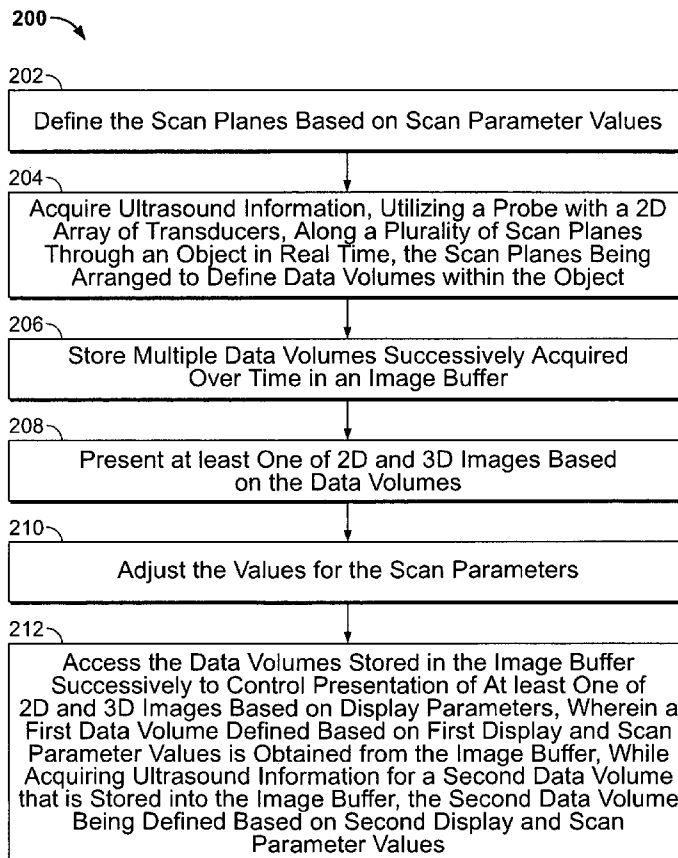 200
202
Define the Scan Planes Based on Scan Parameter Values
204
Acquire Ultrasound Information, Utilizing a Probe with a 2D
Array of Transducers, Along a Plurality of Scan Planes
Through an Object in Real Time, the Scan Planes Being
Arranged to Define Data Volumes within the Object
206
Store Multiple Data Volumes Successively Acquired
Over Time in an Image Buffer
208
Present at least One of 2D and 3D Images Based
on the Data Volumes
210
Adjust the Values for the Scan Parameters
212
Access the Data Volumes Stored in the Image Buffer
Successively to Control Presentation of At least One of
2D and 3D Images Based on Display Parameters, Wherein a
First Data Volume Defined Based on First Display and Scan
Parameter Values is Obtained from the Image Buffer, While
Acquiring Ultrasound Information for a Second Data Volume
that is Stored into the Image Buffer, the Second Data Volume
Being Defined Based on Second Display and Scan
Parameter Values